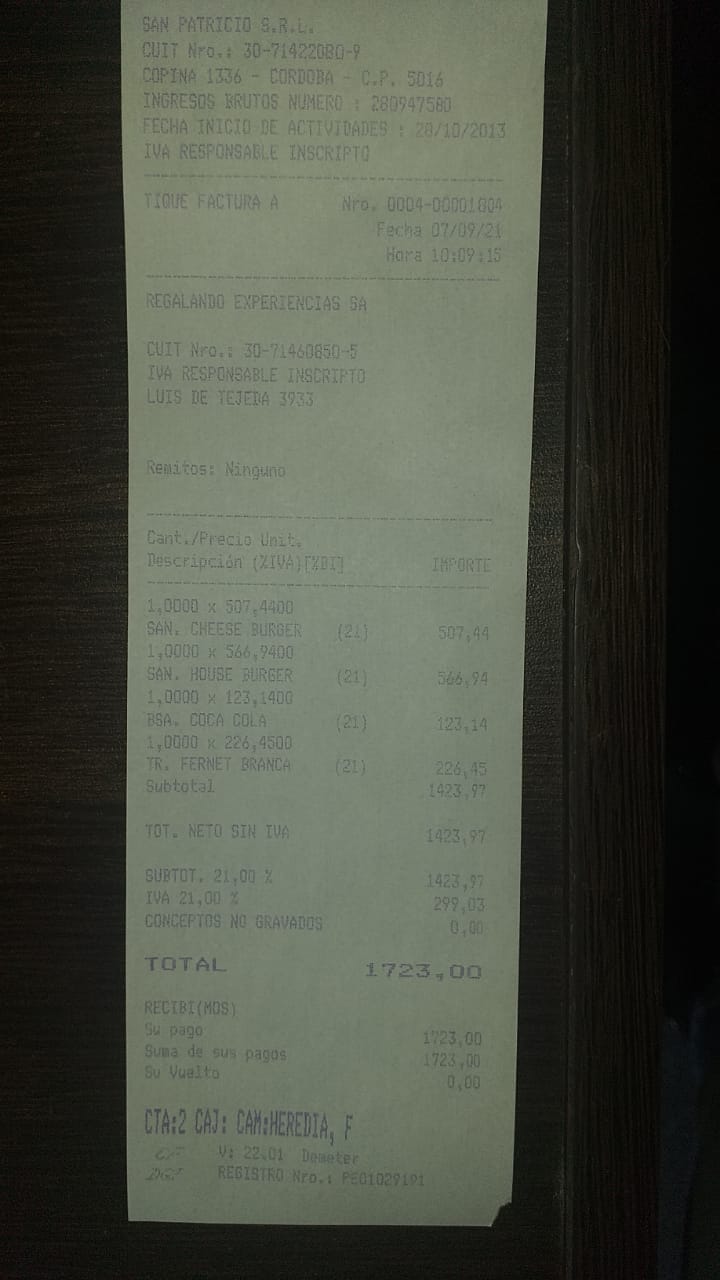 SAN PATRICIO S.R.L.
CUIT Nro.: 30-71422080-9
COPINA 1336 - CORDOBA - C.P. 5016
INGRESOS BRUTOS NUMERO : 280947580
FECHA INICIO DE ACTIVIDADES : 28/10/2013
IVA RESPONSABLE INSCRIPTO
TIQUE FACTURA A Nro. 0004-00001804
Fecha 07/09/21
Hora 10:09:15
REGALANDO EXPERIENCIAS SA
CUIT Nro.: 30-71460850-5
IVA RESPONSABLE INSCRIPTO
LUIS DE TEJEDA 3933
Remitos: Ninguno
Cant./Precio Unit.
Descripción (%IVA)[%BI] IMPORTE
1,0000 x 507,4400
SAN. CHEESE BURGER (21) 507,44
1,0000 x 566,9400
SAN. HOUSE BURGER (21) 566,94
1,0000 x 123,1400
BSA. COCA COLA (21) 123,14
1,0000 x 226,4500
TR. FERNET BRANCA (21) 226,45
Subtotal 1423,97
TOT. NETO SIN IVA 1423,97
SUBTOT. 21,00 % 1423,97
IVA 21,00 % 299,03
CONCEPTOS NO GRAVADOS 0,00
TOTAL 1723,00
RECIBI(MOS)
Su pago 1723,00
Suma de sus pagos 1723,00
Su Vuelto 0,00
CTA:2 CAJ: CAM:HEREDIA, F
CF V: 22.01 Demeter
DGI REGISTRO Nro.: PEO1029191